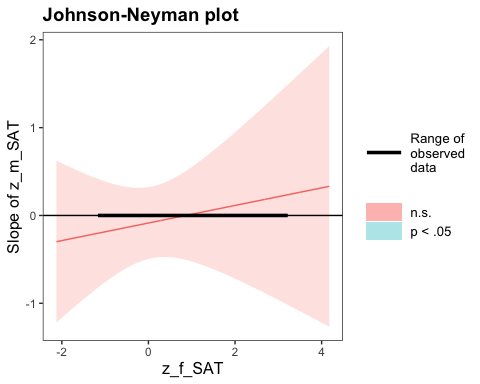 Johnson-Neyman plot
Slope of z_m_SAT
2
1
0
-1
-2
0
2
4
z_f_SAT
Range of
observed
data
n.s.
p < .05